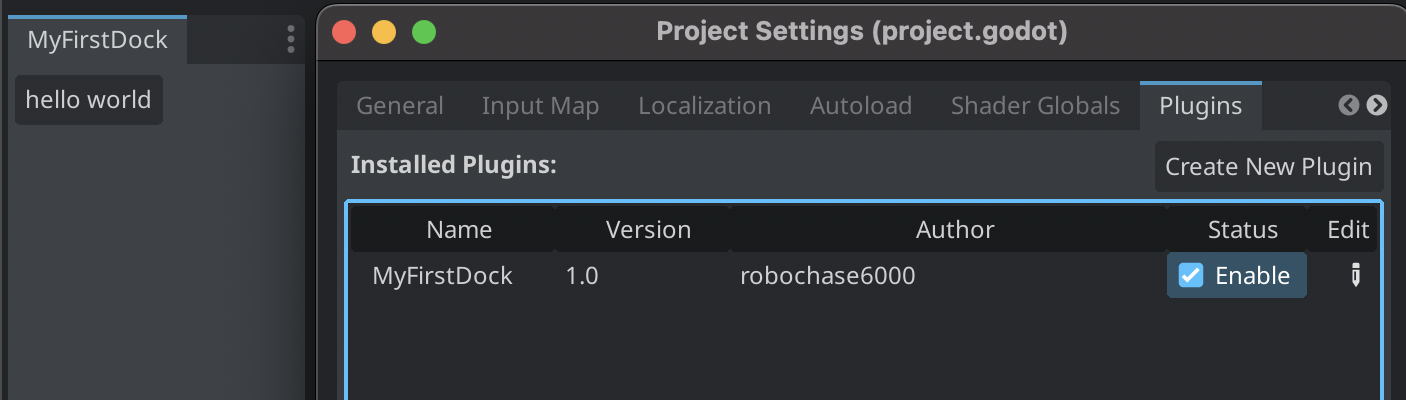 MyFirstDock
hello world
Project Settings (project.godot)
General Input Map Localization Autoload Shader Globals Plugins
Installed Plugins:
Create New Plugin
Name Version Author Status Edit
MyFirstDock 1.0 robochase6000 Enable